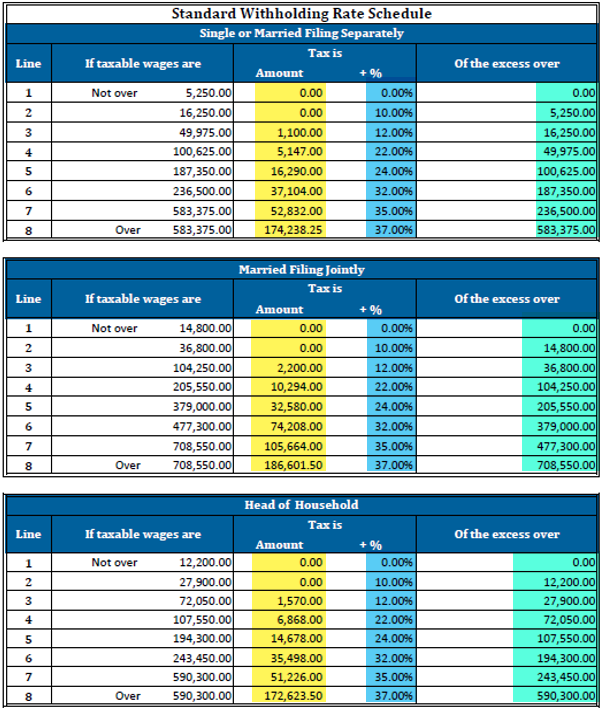 Standard Withholding Rate Schedule
Single or Married Filing Separately
Line If taxable wages are Tax is Of the excess over
Amount + %
1 Not over 5,250.00 0.00 0.00% 0.00
2 16,250.00 0.00 10.00% 5,250.00
3 49,975.00 1,100.00 12.00% 16,250.00
4 100,625.00 5,147.00 22.00% 49,975.00
5 187,350.00 16,290.00 24.00% 100,625.00
6 236,500.00 37,104.00 32.00% 187,350.00
7 583,375.00 52,832.00 35.00% 236,500.00
8 Over 583,375.00 174,238.25 37.00% 583,375.00
Married Filing Jointly
Line If taxable wages are Tax is Of the excess over
Amount + %
1 Not over 14,800.00 0.00 0.00% 0.00
2 36,800.00 0.00 10.00% 14,800.00
3 104,250.00 2,200.00 12.00% 36,800.00
4 205,550.00 10,294.00 22.00% 104,250.00
5 379,000.00 32,580.00 24.00% 205,550.00
6 477,300.00 74,208.00 32.00% 379,000.00
7 708,550.00 105,664.00 35.00% 477,300.00
8 Over 708,550.00 186,601.50 37.00% 708,550.00
Head of Household
Line If taxable wages are Tax is Of the excess over
Amount + %
1 Not over 12,200.00 0.00 0.00% 0.00
2 27,900.00 0.00 10.00% 12,200.00
3 72,050.00 1,570.00 12.00% 27,900.00
4 107,550.00 6,868.00 22.00% 72,050.00
5 194,300.00 14,678.00 24.00% 107,550.00
6 243,450.00 35,498.00 32.00% 194,300.00
7 590,300.00 51,226.00 35.00% 243,450.00
8 Over 590,300.00 172,623.50 37.00% 590,300.00